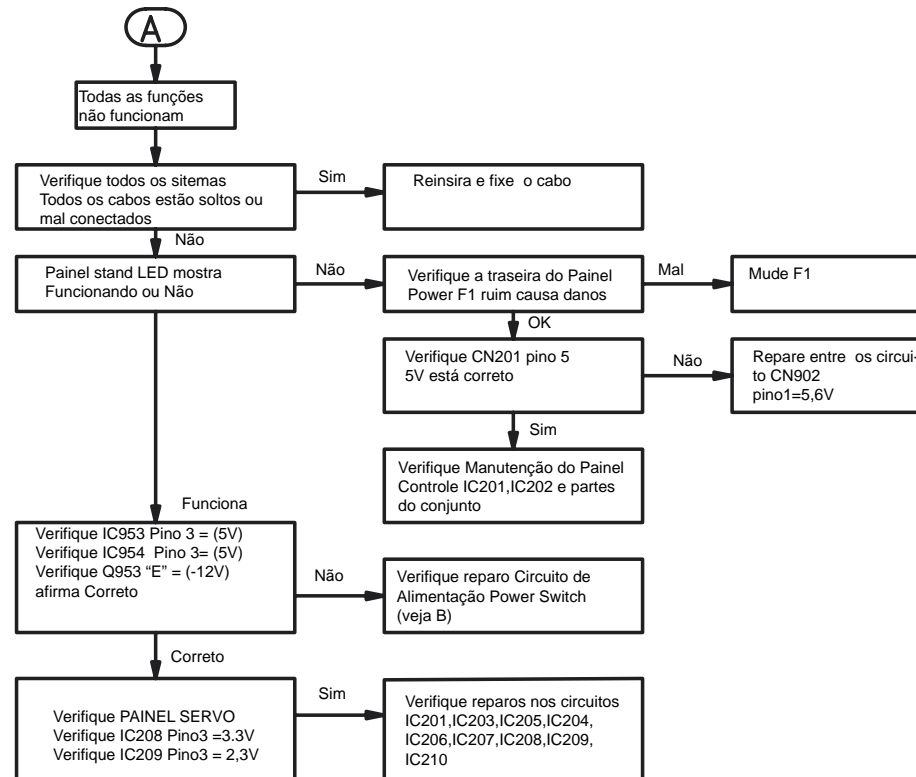 A
Todas as funções
não funcionam
Verifique todos os sitemas
Todos os cabos estão soltos ou
mal conectados
Sim
Reinsira e fixe o cabo
Não
Painel stand LED mostra
Funcionando ou Não
Não
Verifique a traseira do Painel
Power F1 ruim causa danos
Mal
Mude F1
OK
Verifique CN201 pino 5
5V está correto
Não
Repare entre os circui-
to CN902
pino1=5,6V
Sim
Verifique Manutenção do Painel
Controle IC201,IC202 e partes
do conjunto
Funciona
Verifique IC953 Pino 3 = (5V)
Verifique IC954 Pino 3= (5V)
Verifique Q953 “E” = (-12V)
afirma Correto
Não
Verifique reparo Circuito de
Alimentação Power Switch
(veja B)
Correto
Verifique PAINEL SERVO
Verifique IC208 Pino3 =3.3V
Verifique IC209 Pino3 = 2,3V
Sim
Verifique reparos nos circuitos
IC201,IC203,IC205,IC204,
IC206,IC207,IC208,IC209,
IC210